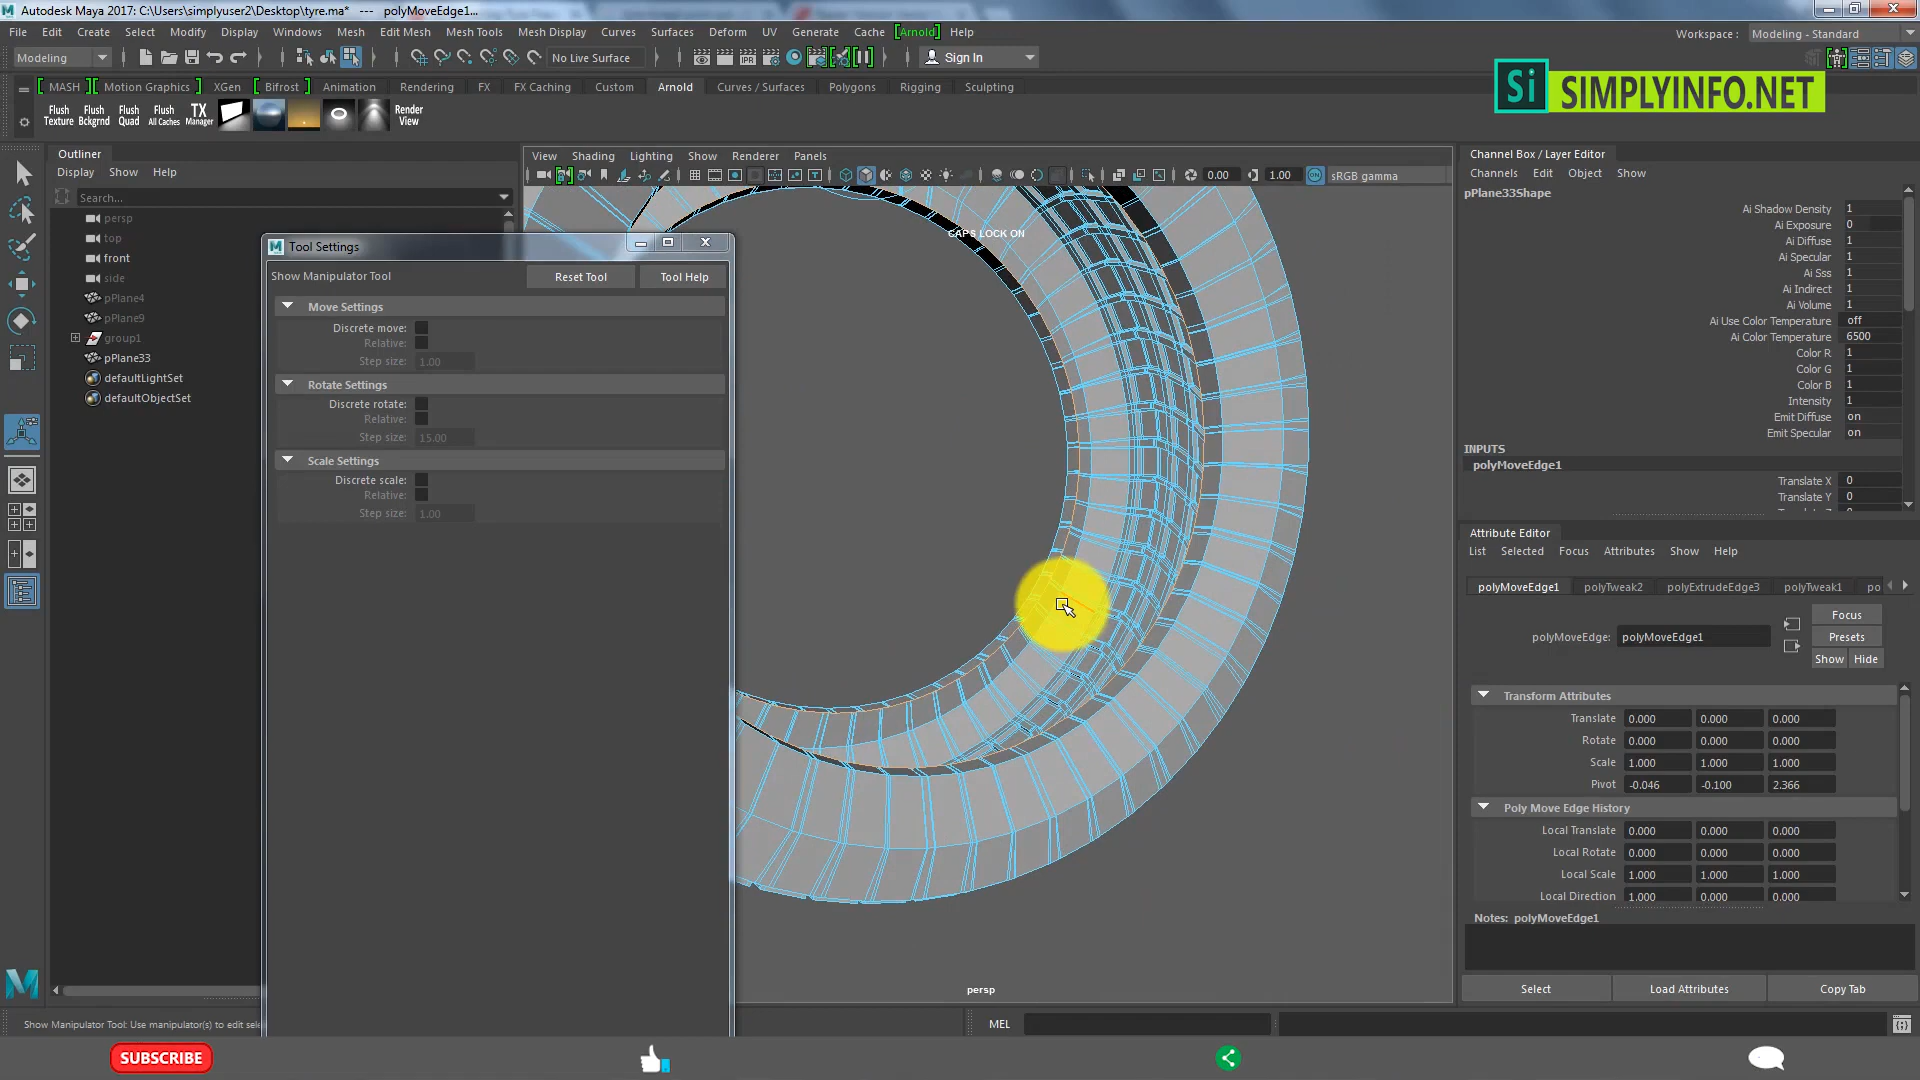 Autodesk Maya 2017: C:\Users\simplyuser2\Desktop\tyre.ma* --- polyMoveEdge1...
File Edit Create Select Modify Display Windows Mesh Edit Mesh Mesh Tools Mesh Display Curves Surfaces Deform UV Generate Cache Arnold Help
Workspace : Modeling - Standard
Modeling No Live Surface IPR Sign In
Si SIMPLYINFO.NET
MASH Motion Graphics XGen Bifrost Animation Rendering FX FX Caching Custom Arnold Curves / Surfaces Polygons Rigging Sculpting
Flush Texture Flush Bckgrnd Flush Quad Flush All Caches TX Manager Render View
Outliner
Display Show Help
Search...
persp
top
front
side
pPlane4
pPlane9
group1
pPlane33
defaultLightSet
defaultObjectSet
Tool Settings
Show Manipulator Tool Reset Tool Tool Help
Move Settings
Discrete move:
Relative:
Step size: 1.00
Rotate Settings
Discrete rotate:
Relative:
Step size: 15.00
Scale Settings
Discrete scale:
Relative:
Step size: 1.00
View Shading Lighting Show Renderer Panels
0.00 1.00 sRGB gamma
CAPS LOCK ON
persp
Channel Box / Layer Editor
Channels Edit Object Show
pPlane33Shape
Ai Shadow Density 1
Ai Exposure 0
Ai Diffuse 1
Ai Specular 1
Ai Sss 1
Ai Indirect 1
Ai Volume 1
Ai Use Color Temperature off
Ai Color Temperature 6500
Color R 1
Color G 1
Color B 1
Intensity 1
Emit Diffuse on
Emit Specular on
INPUTS
polyMoveEdge1
Translate X 0
Translate Y 0
Attribute Editor
List Selected Focus Attributes Show Help
polyMoveEdge1 polyTweak2 polyExtrudeEdge3 polyTweak1 po
Focus
polyMoveEdge: polyMoveEdge1 Presets
Show Hide
Transform Attributes
Translate 0.000 0.000 0.000
Rotate 0.000 0.000 0.000
Scale 1.000 1.000 1.000
Pivot -0.046 -0.100 2.366
Poly Move Edge History
Local Translate 0.000 0.000 0.000
Local Rotate 0.000 0.000 0.000
Local Scale 1.000 1.000 1.000
Local Direction 1.000 0.000 0.000
Notes: polyMoveEdge1
Select Load Attributes Copy Tab
Show Manipulator Tool: Use manipulator(s) to edit sele
MEL
SUBSCRIBE